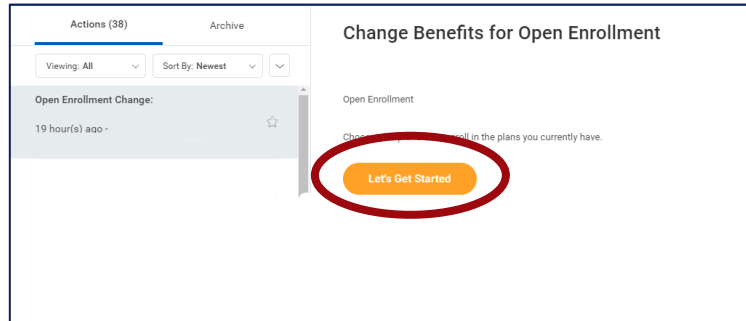 Actions (38)
Archive
Viewing: All
Sort By: Newest
Open Enrollment Change:
19 hour(s) ago -
Change Benefits for Open Enrollment
Open Enrollment
in the plans you currently have.
Let's Get Started